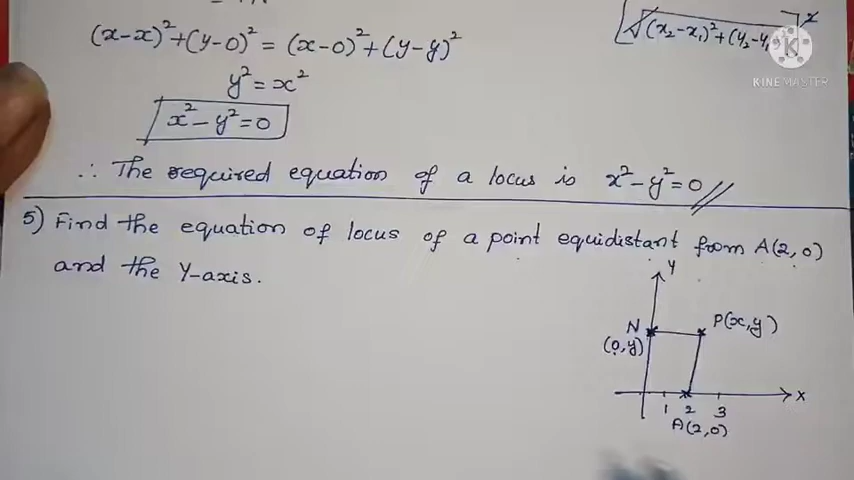 (x-x)²+(y-0)² = (x-0)²+(y-y)²
√(x₂-x₁)²+(y₂-y₁)²
K
KINEMASTER
y² = x²
x² - y² = 0
∴ The required equation of a locus is x² - y² = 0 //
5) Find the equation of locus of a point equidistant from A(2,0)
and the Y-axis.
Y
N
P(x,y)
(0,y)
X
1 2 3
A(2,0)